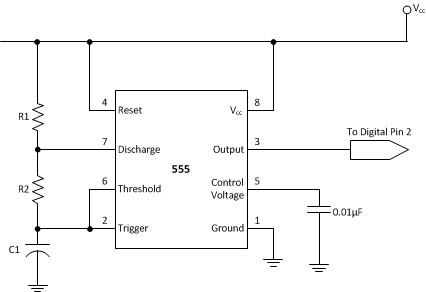 Vcc
4
Reset
Vcc
8
R1
To Digital Pin 2
7
Discharge
Output
3
555
6
Threshold
Control
Voltage
5
R2
0.01µF
2
Trigger
Ground
1
C1